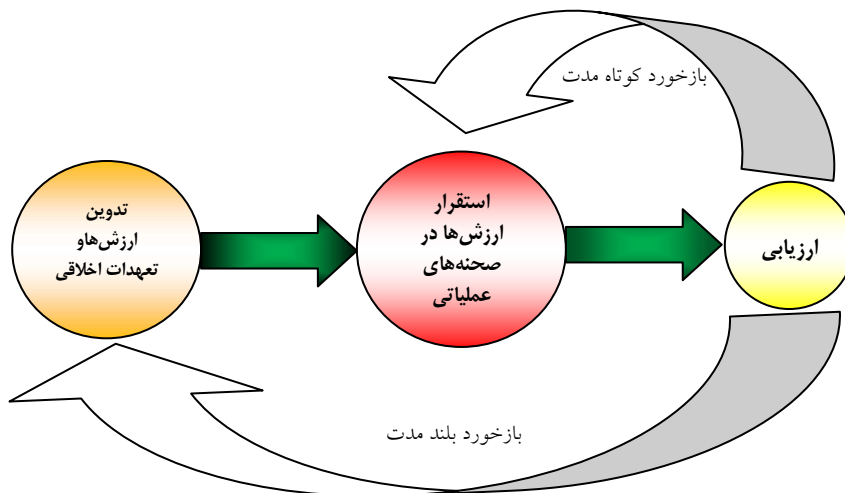 بازخورد کوتاه مدت
تدوین
ارزش‌هاو
تعهدات اخلاقی
استقرار
ارزش‌ها در
صحنه‌های
عملیاتی
ارزیابی
بازخورد بلند مدت